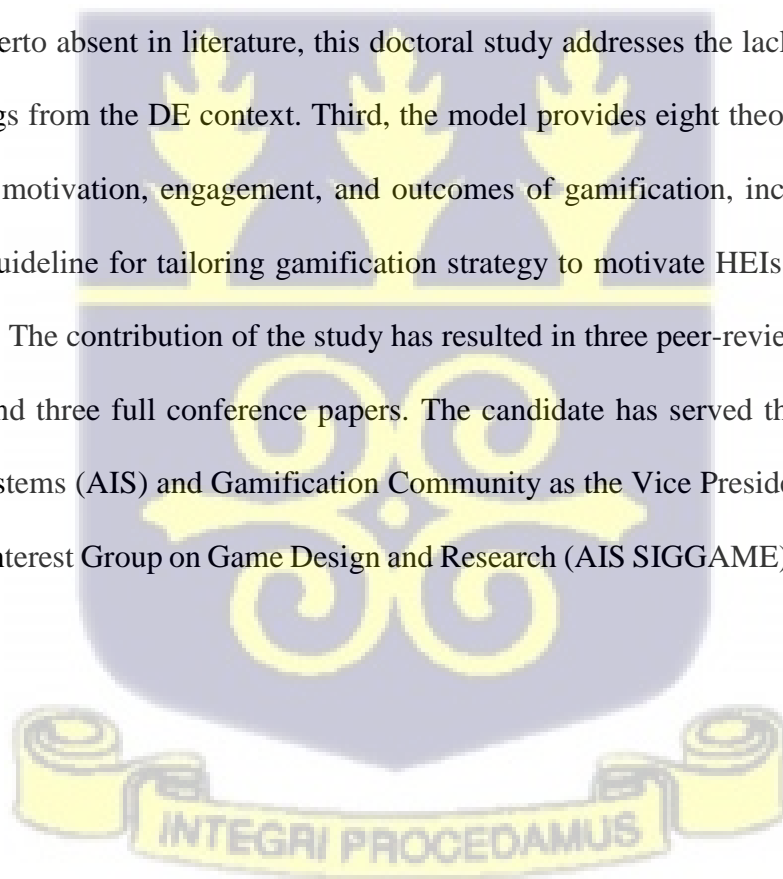 erto absent in literature, this doctoral study addresses the lack
gs from the DE context. Third, the model provides eight theo
motivation, engagement, and outcomes of gamification, inc
uideline for tailoring gamification strategy to motivate HEIs
The contribution of the study has resulted in three peer-revie
nd three full conference papers. The candidate has served th
stems (AIS) and Gamification Community as the Vice Preside
nterest Group on Game Design and Research (AIS SIGGAME)
INTEGRI PROCEDAMUS